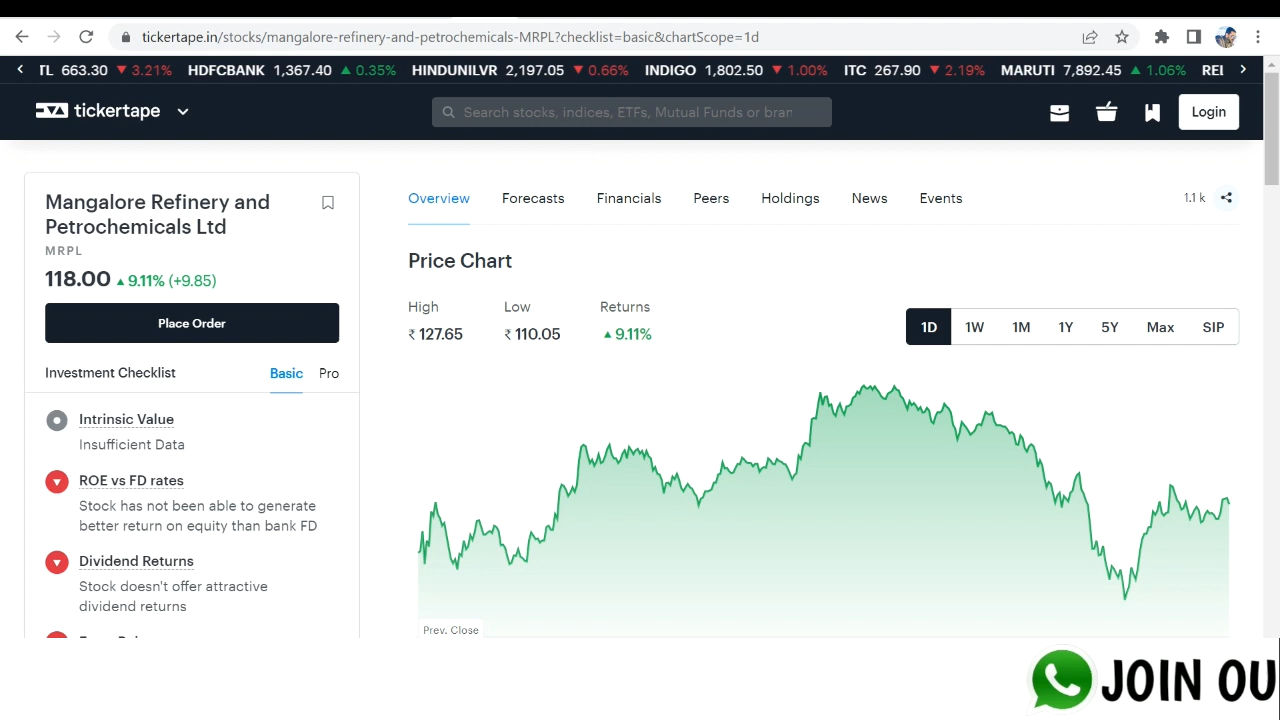 tickertape.in/stocks/mangalore-refinery-and-petrochemicals-MRPL?checklist=basic&chartScope=1d
TL 663.30 ▼ 3.21% HDFCBANK 1,367.40 ▲ 0.35% HINDUNILVR 2,197.05 ▼ 0.66% INDIGO 1,802.50 ▼ 1.00% ITC 267.90 ▼ 2.19% MARUTI 7,892.45 ▲ 1.06% REL
tickertape
Search stocks, indices, ETFs, Mutual Funds or bran
Login
Mangalore Refinery and
Petrochemicals Ltd
MRPL
118.00 ▲ 9.11% (+9.85)
Place Order
Investment Checklist Basic Pro
Intrinsic Value
Insufficient Data
ROE vs FD rates
Stock has not been able to generate
better return on equity than bank FD
Dividend Returns
Stock doesn't offer attractive
dividend returns
Overview Forecasts Financials Peers Holdings News Events 1.1 k
Price Chart
High Low Returns
₹ 127.65 ₹ 110.05 ▲ 9.11%
1D 1W 1M 1Y 5Y Max SIP
Prev. Close
JOIN OU